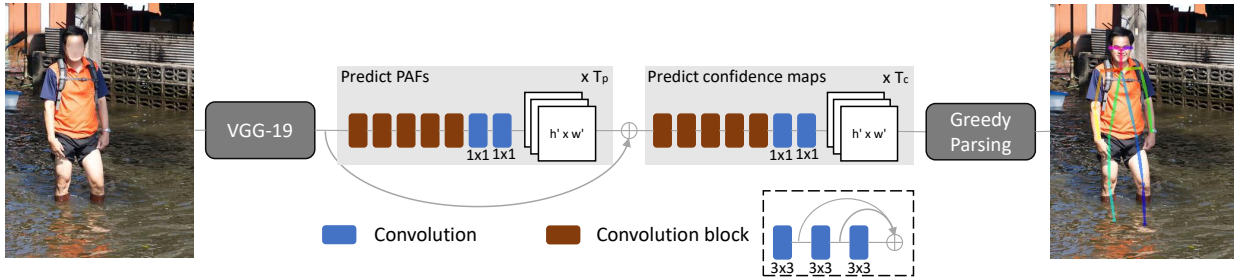 Predict PAFs
x Tₚ
Predict confidence maps
x T꜀
VGG-19
h' x w'
h' x w'
Greedy
Parsing
1x1 1x1
1x1 1x1
Convolution
Convolution block
3x3 3x3 3x3